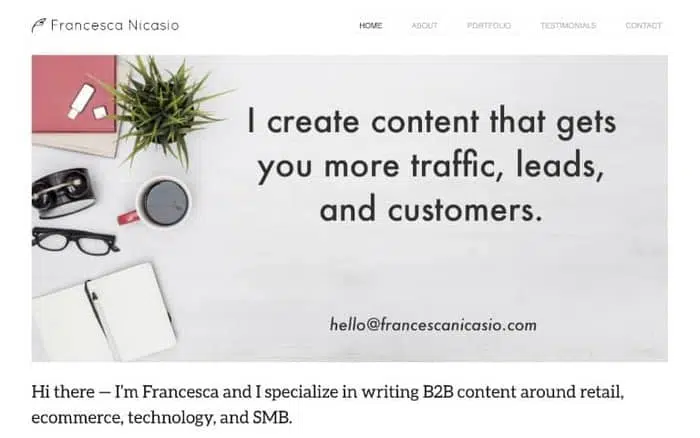 Francesca Nicasio
HOME ABOUT PORTFOLIO TESTIMONIALS CONTACT
I create content that gets
you more traffic, leads,
and customers.
hello@francescanicasio.com
Hi there — I'm Francesca and I specialize in writing B2B content around retail,
ecommerce, technology, and SMB.